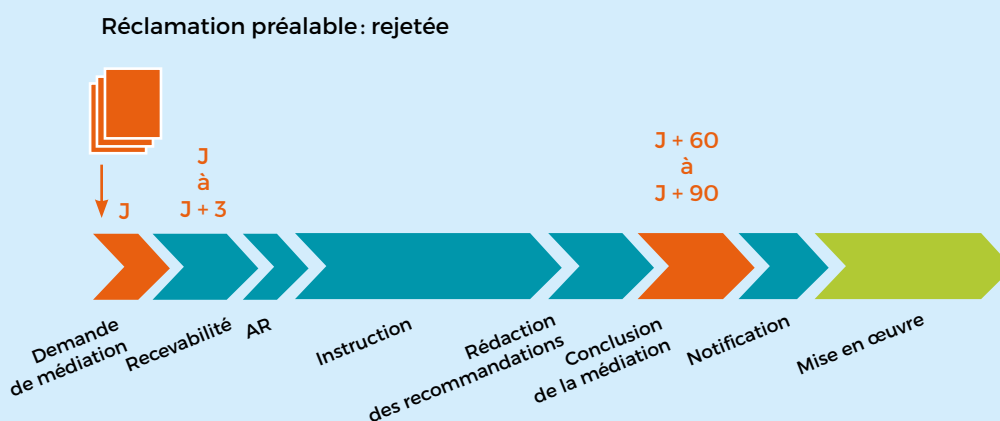 Réclamation préalable : rejetée
J
J
à
J + 3
J + 60
à
J + 90
Demande
de médiation
Recevabilité
AR
Instruction
Rédaction
des recommandations
Conclusion
de la médiation
Notification
Mise en œuvre